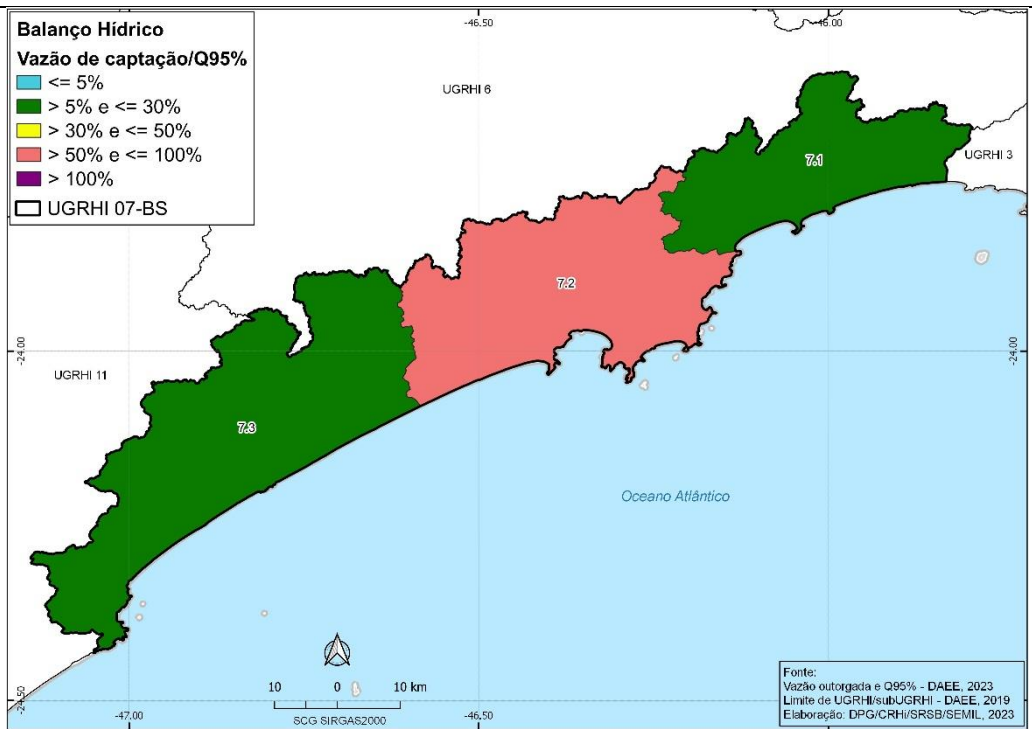 Balanço Hídrico
Vazão de captação/Q95%
<= 5%
> 5% e <= 30%
> 30% e <= 50%
> 50% e <= 100%
> 100%
UGRHI 07-BS
-46.50
-46.00
UGRHI 6
7.1
UGRHI 3
7.2
-24.00
-24.00
UGRHI 11
7.3
Oceano Atlântico
10 0 10 km
SCG SIRGAS2000
-24.50
-47.00
-46.50
Fonte:
Vazão outorgada e Q95% - DAEE, 2023
Limite de UGRHI/subUGRHI - DAEE, 2019
Elaboração: DPG/CRHi/SRSB/SEMIL, 2023